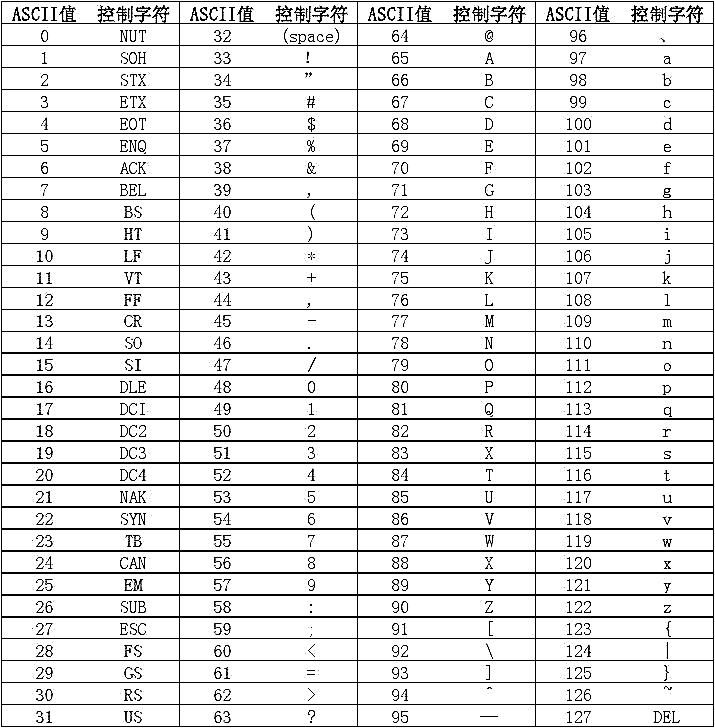 ASCII值 控制字符 ASCII值 控制字符 ASCII值 控制字符 ASCII值 控制字符
0 NUT 32 (space) 64 @ 96 、
1 SOH 33 ! 65 A 97 a
2 STX 34 ” 66 B 98 b
3 ETX 35 # 67 C 99 c
4 EOT 36 $ 68 D 100 d
5 ENQ 37 % 69 E 101 e
6 ACK 38 & 70 F 102 f
7 BEL 39 , 71 G 103 g
8 BS 40 ( 72 H 104 h
9 HT 41 ) 73 I 105 i
10 LF 42 * 74 J 106 j
11 VT 43 + 75 K 107 k
12 FF 44 , 76 L 108 l
13 CR 45 - 77 M 109 m
14 SO 46 . 78 N 110 n
15 SI 47 / 79 O 111 o
16 DLE 48 0 80 P 112 p
17 DCI 49 1 81 Q 113 q
18 DC2 50 2 82 R 114 r
19 DC3 51 3 83 X 115 s
20 DC4 52 4 84 T 116 t
21 NAK 53 5 85 U 117 u
22 SYN 54 6 86 V 118 v
23 TB 55 7 87 W 119 w
24 CAN 56 8 88 X 120 x
25 EM 57 9 89 Y 121 y
26 SUB 58 : 90 Z 122 z
27 ESC 59 ; 91 [ 123 {
28 FS 60 < 92 \ 124 |
29 GS 61 = 93 ] 125 }
30 RS 62 > 94 ^ 126 ~
31 US 63 ? 95 — 127 DEL